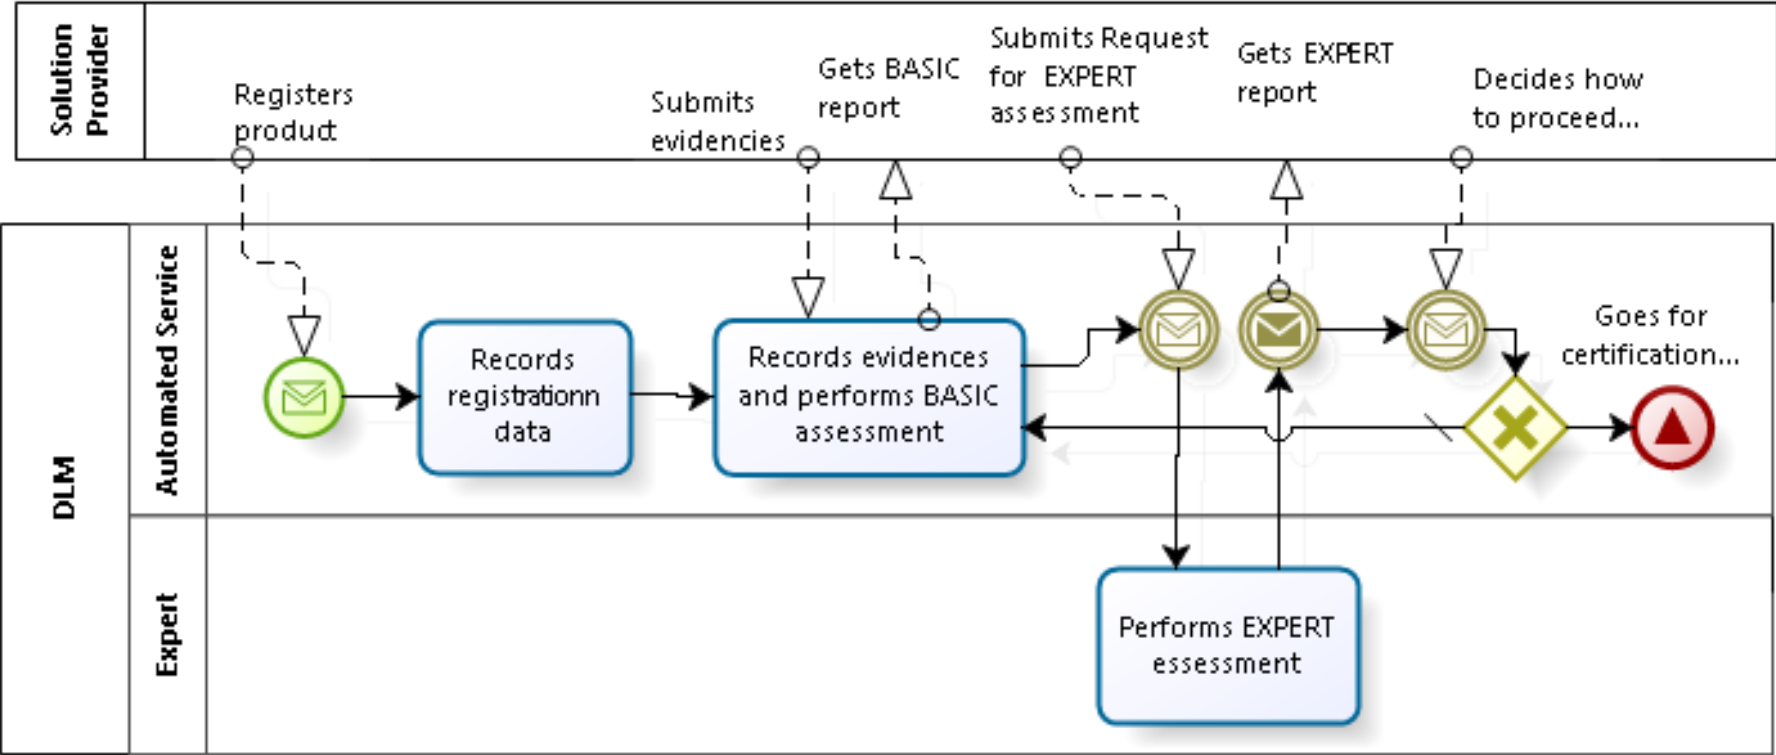 Solution
Provider
Registers
product
Submits
evidencies
Gets BASIC
report
Submits Request
for EXPERT
assessment
Gets EXPERT
report
Decides how
to proceed...
DLM
Automated Service
Records
registrationn
data
Records evidences
and performs BASIC
assessment
Goes for
certification...
Expert
Performs EXPERT
essessment